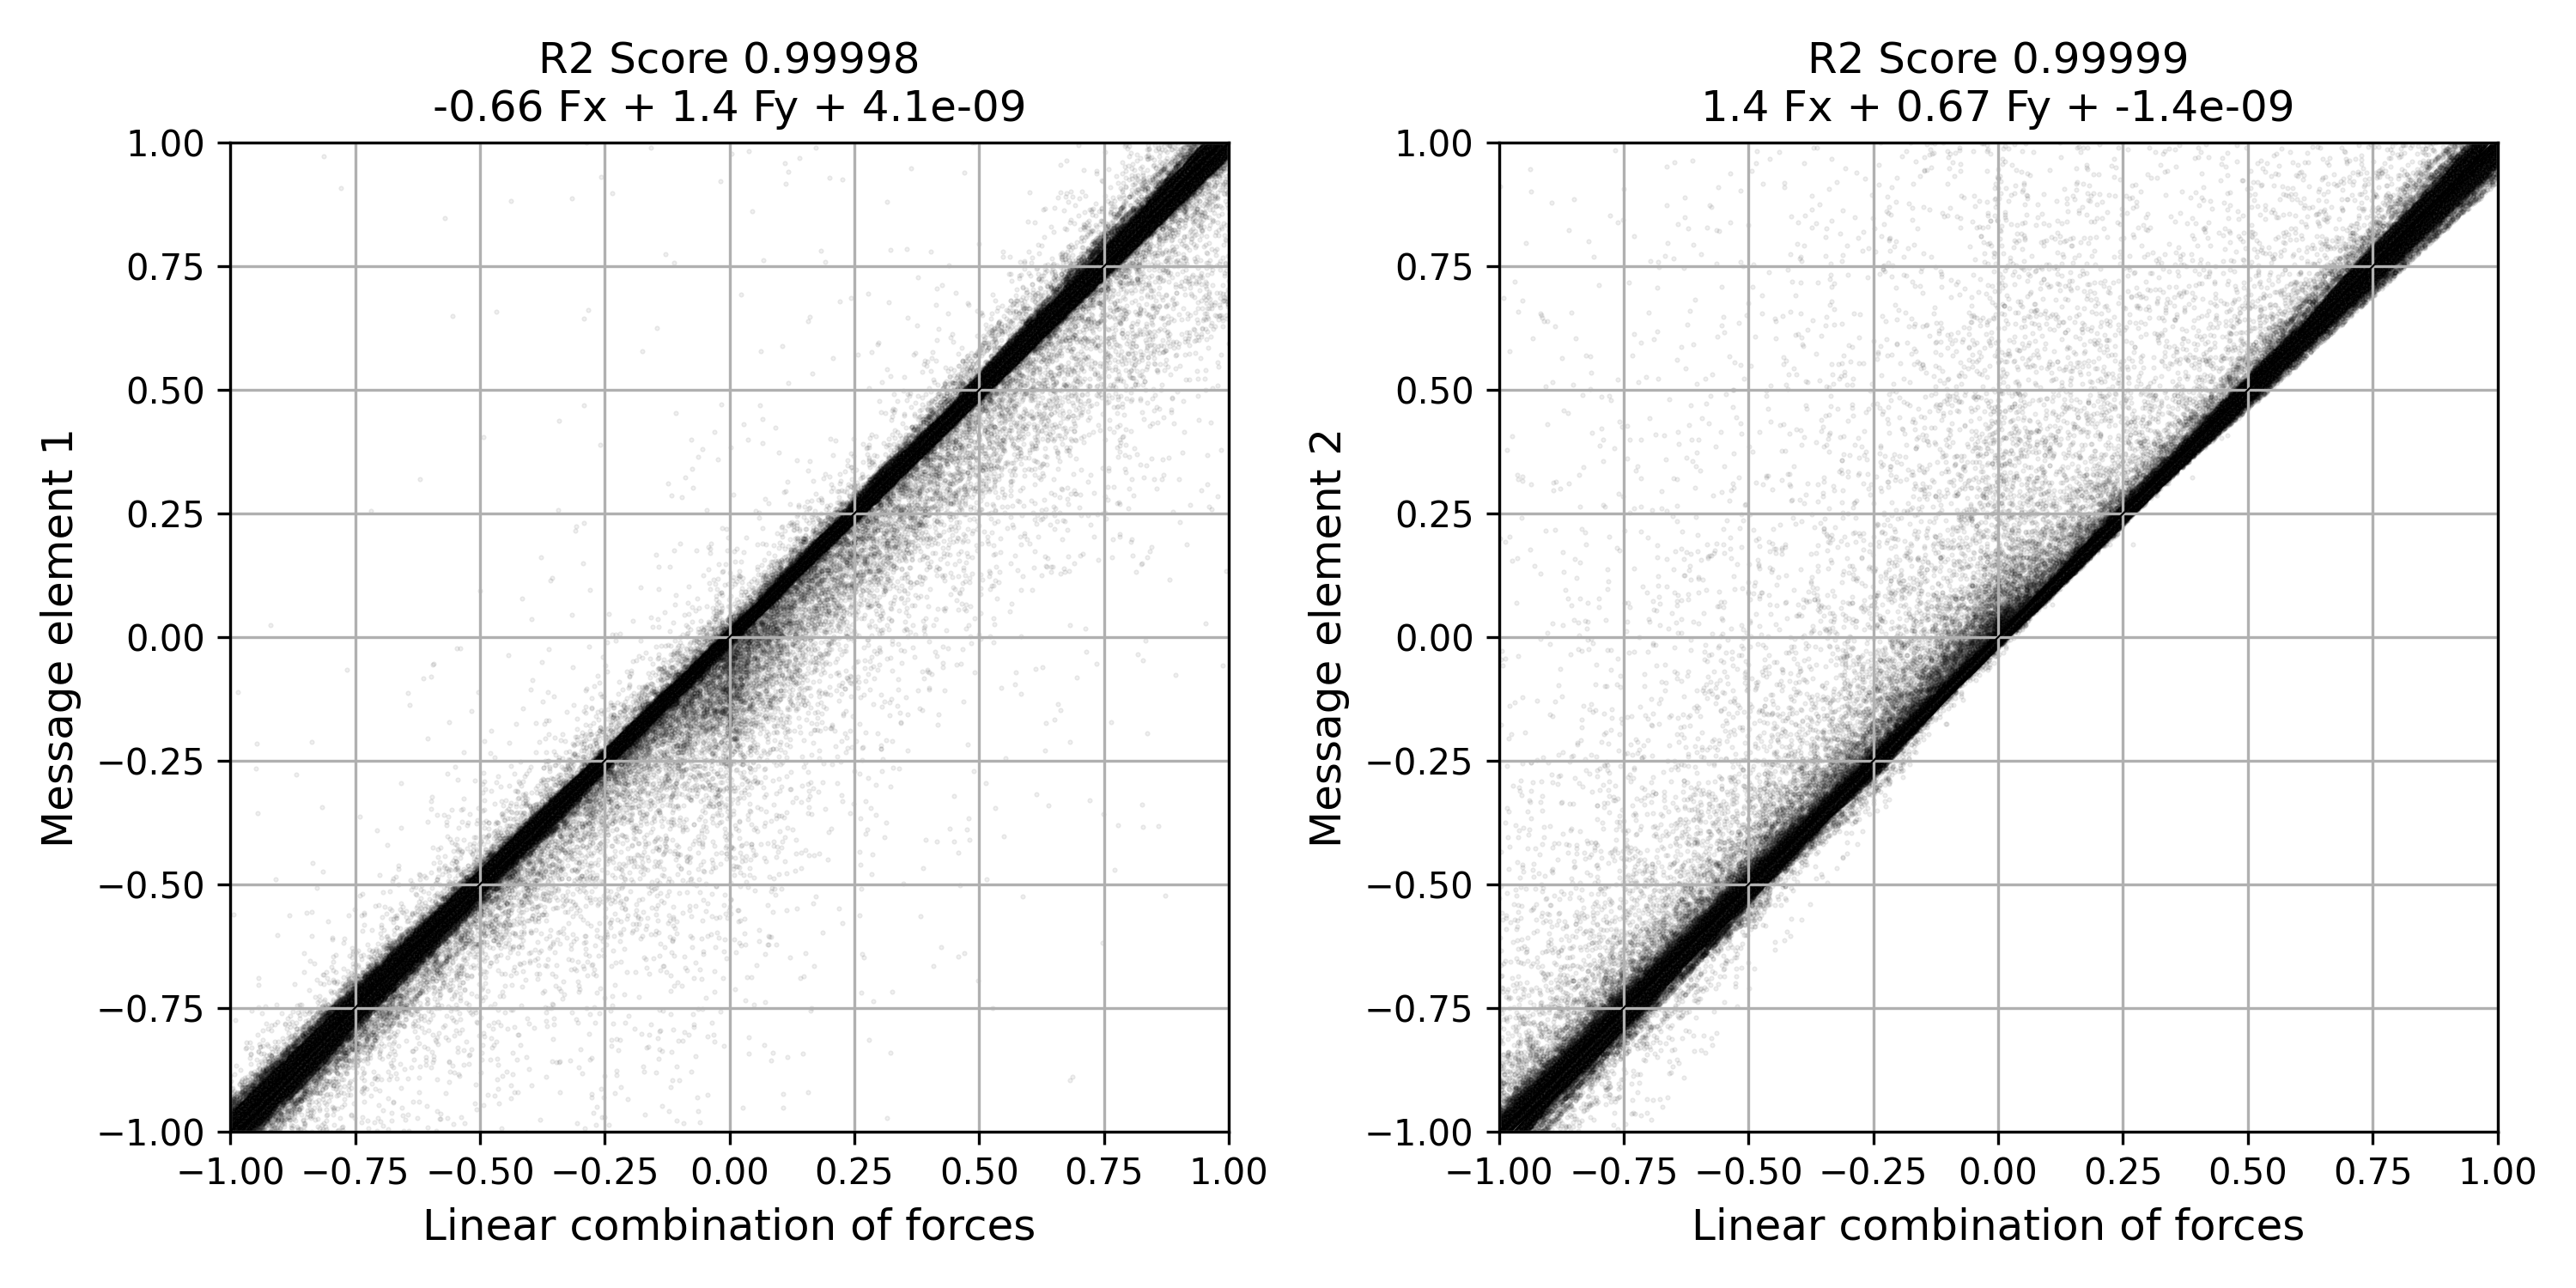 R2 Score 0.99998
-0.66 Fx + 1.4 Fy + 4.1e-09
1.00
0.75
0.50
0.25
0.00
−0.25
−0.50
−0.75
−1.00
Message element 1
−1.00 −0.75 −0.50 −0.25 0.00 0.25 0.50 0.75 1.00
Linear combination of forces
R2 Score 0.99999
1.4 Fx + 0.67 Fy + -1.4e-09
1.00
0.75
0.50
0.25
0.00
−0.25
−0.50
−0.75
−1.00
Message element 2
−1.00 −0.75 −0.50 −0.25 0.00 0.25 0.50 0.75 1.00
Linear combination of forces